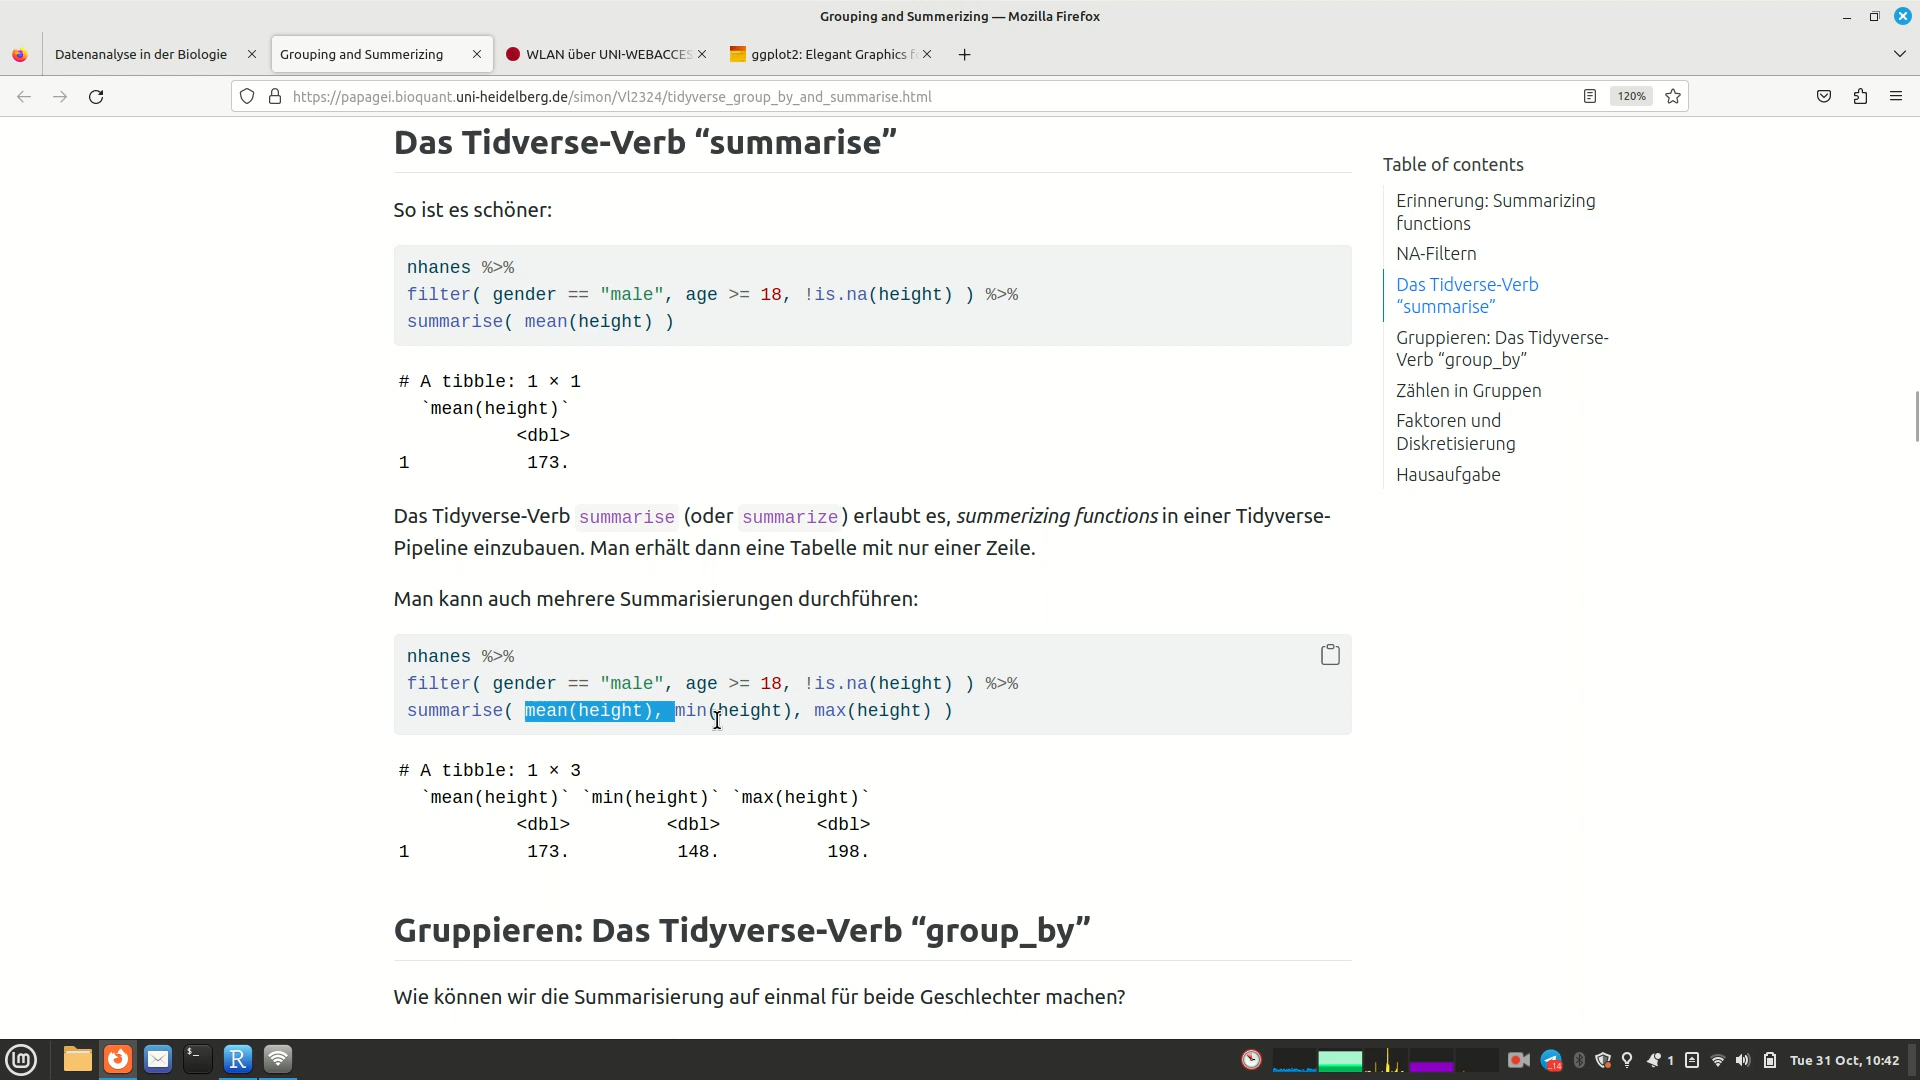 Grouping and Summerizing — Mozilla Firefox
Datenanalyse in der Biologie
Grouping and Summerizing
WLAN über UNI-WEBACCES
ggplot2: Elegant Graphics f
https://papagei.bioquant.uni-heidelberg.de/simon/Vl2324/tidyverse_group_by_and_summarise.html
120%
Das Tidverse-Verb “summarise”
So ist es schöner:
nhanes %>%
filter( gender == "male", age >= 18, !is.na(height) ) %>%
summarise( mean(height) )
# A tibble: 1 × 1
`mean(height)`
<dbl>
1 173.
Das Tidyverse-Verb summarise (oder summarize) erlaubt es, summerizing functions in einer Tidyverse-
Pipeline einzubauen. Man erhält dann eine Tabelle mit nur einer Zeile.
Man kann auch mehrere Summarisierungen durchführen:
nhanes %>%
filter( gender == "male", age >= 18, !is.na(height) ) %>%
summarise( mean(height), min(height), max(height) )
# A tibble: 1 × 3
`mean(height)` `min(height)` `max(height)`
<dbl> <dbl> <dbl>
1 173. 148. 198.
Gruppieren: Das Tidyverse-Verb “group_by”
Wie können wir die Summarisierung auf einmal für beide Geschlechter machen?
Table of contents
Erinnerung: Summarizing
functions
NA-Filtern
Das Tidverse-Verb
“summarise”
Gruppieren: Das Tidyverse-
Verb “group_by”
Zählen in Gruppen
Faktoren und
Diskretisierung
Hausaufgabe
lm
>_
R
14
1
Tue 31 Oct, 10:42